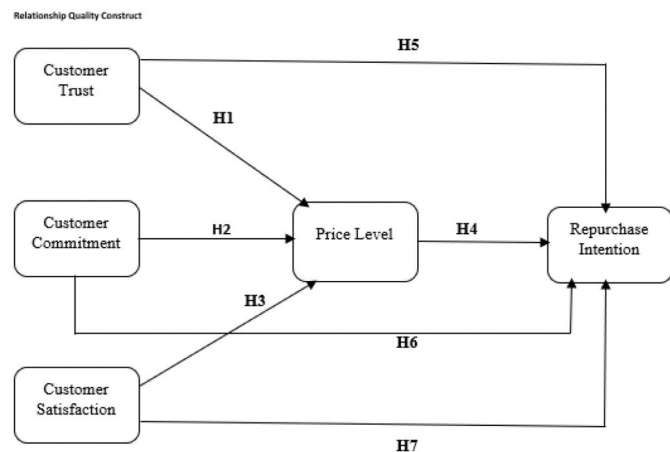 Relationship Quality Construct
H5
Customer
Trust
H1
Customer
Commitment
H2
Price Level
H4
Repurchase
Intention
H3
H6
Customer
Satisfaction
H7